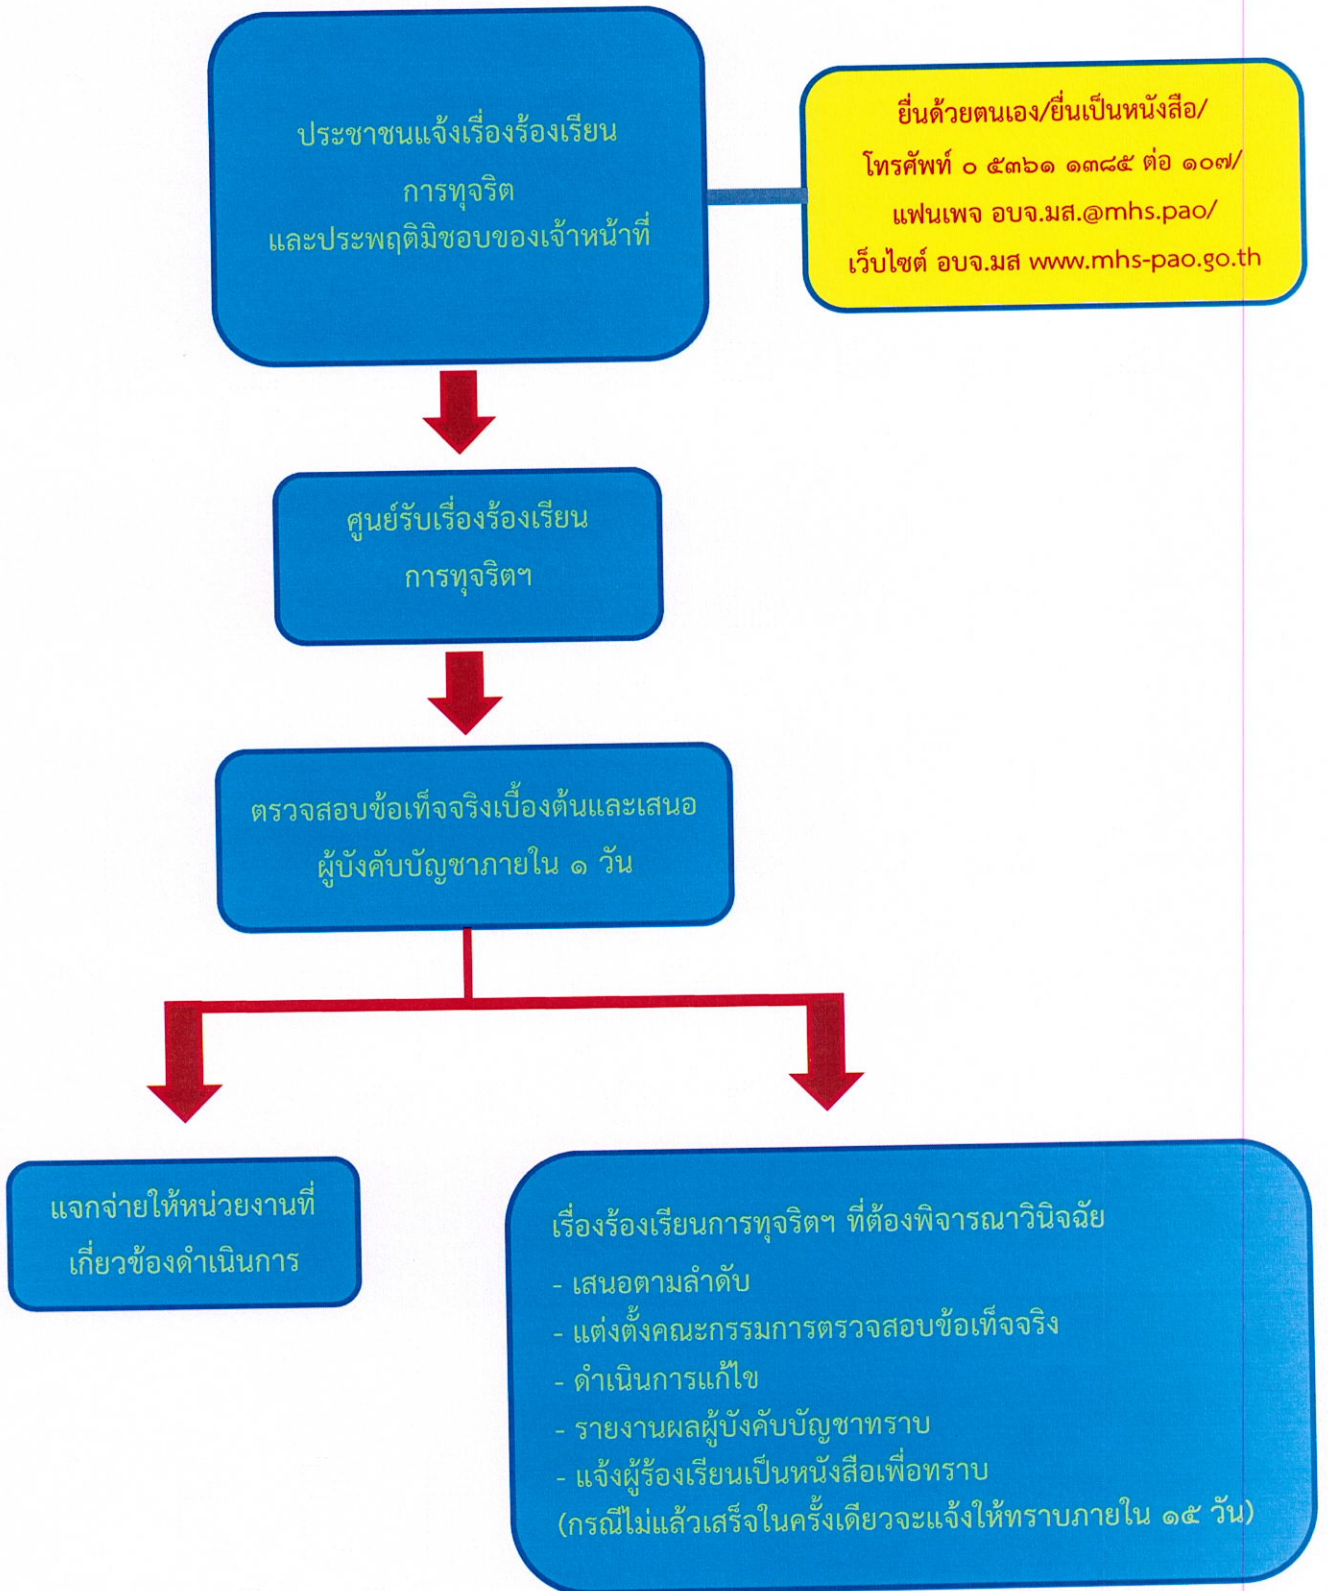 ประชาชนแจ้งเรื่องร้องเรียน
การทุจริต
และประพฤติมิชอบของเจ้าหน้าที่
ยื่นด้วยตนเอง/ยื่นเป็นหนังสือ/
โทรศัพท์ ๐ ๕๓๖๑ ๑๓๘๕ ต่อ ๑๐๗/
แฟนเพจ อบจ.มส.@mhs.pao/
เว็บไซต์ อบจ.มส www.mhs-pao.go.th
ศูนย์รับเรื่องร้องเรียน
การทุจริตฯ
ตรวจสอบข้อเท็จจริงเบื้องต้นและเสนอ
ผู้บังคับบัญชาภายใน ๑ วัน
แจกจ่ายให้หน่วยงานที่
เกี่ยวข้องดำเนินการ
เรื่องร้องเรียนการทุจริตฯ ที่ต้องพิจารณาวินิจฉัย
- เสนอตามลำดับ
- แต่งตั้งคณะกรรมการตรวจสอบข้อเท็จจริง
- ดำเนินการแก้ไข
- รายงานผลผู้บังคับบัญชาทราบ
- แจ้งผู้ร้องเรียนเป็นหนังสือเพื่อทราบ
(กรณีไม่แล้วเสร็จในครั้งเดียวจะแจ้งให้ทราบภายใน ๑๕ วัน)